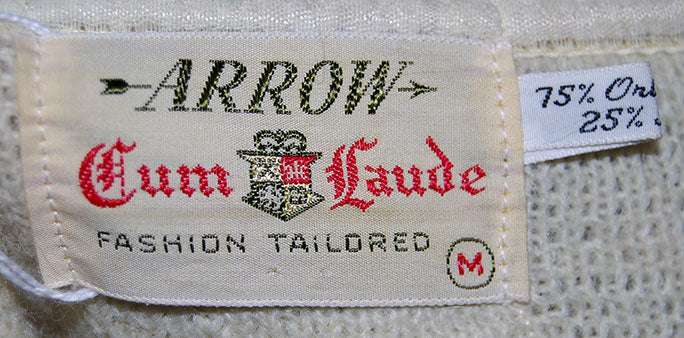 ARROW
Cum Laude
FASHION TAILORED
M
75%
25%